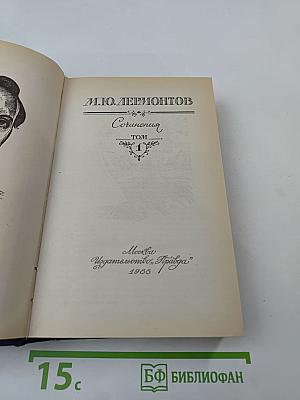 М.Ю.ЛЕРМОНТОВ
Сочинения
ТОМ
1
Москва
Издательство „Правда"
1988
15с
БФ БИБЛИОФАН